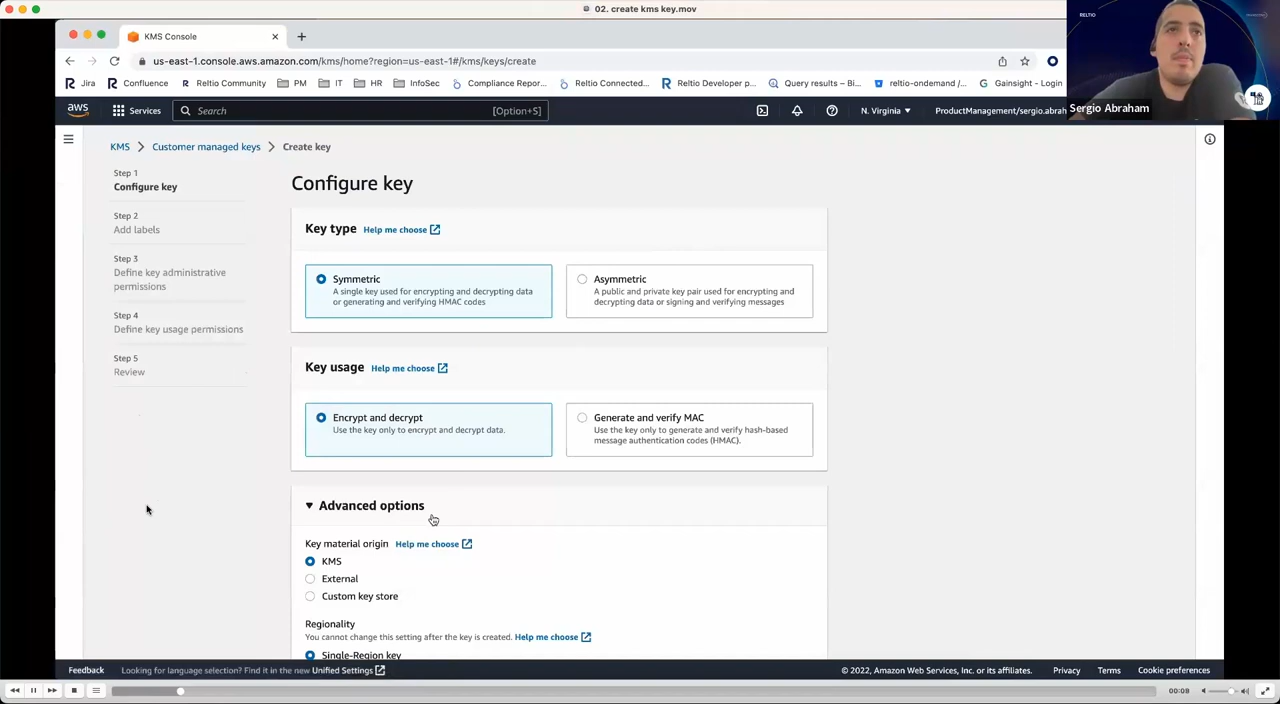 02. create kms key.mov
KMS Console
us-east-1.console.aws.amazon.com/kms/home?region=us-east-1#/kms/keys/create
Jira
Confluence
Reltio Community
PM
IT
HR
InfoSec
Compliance Repor...
Reltio Connected...
Reltio Developer p...
Query results – Bi...
reltio-ondemand /...
Gainsight - Login
RELTIO
Sergio Abraham
aws
Services
Search
[Option+S]
N. Virginia
ProductManagement/sergio.abrah
KMS
Customer managed keys
Create key
Step 1
Configure key
Step 2
Add labels
Step 3
Define key administrative
permissions
Step 4
Define key usage permissions
Step 5
Review
Configure key
Key type
Help me choose
Symmetric
A single key used for encrypting and decrypting data
or generating and verifying HMAC codes
Asymmetric
A public and private key pair used for encrypting and
decrypting data or signing and verifying messages
Key usage
Help me choose
Encrypt and decrypt
Use the key only to encrypt and decrypt data.
Generate and verify MAC
Use the key only to generate and verify hash-based
message authentication codes (HMAC).
Advanced options
Key material origin
Help me choose
KMS
External
Custom key store
Regionality
You cannot change this setting after the key is created. Help me choose
Single-Region key
Feedback
Looking for language selection? Find it in the new Unified Settings
© 2022, Amazon Web Services, Inc. or its affiliates.
Privacy
Terms
Cookie preferences
00:08